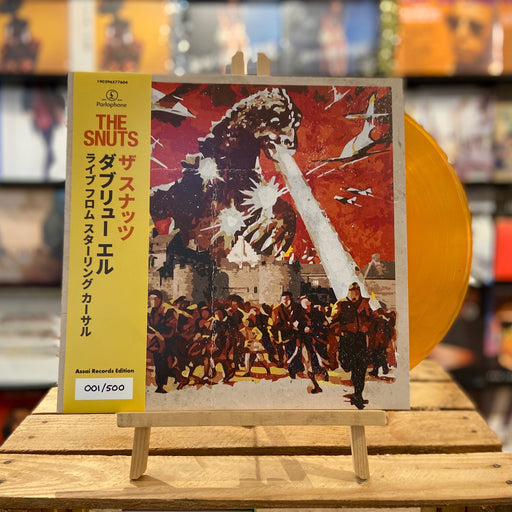 190296577604
Parlophone
THE
SNUTS
ザ スナッツ
ダブリュー エル
ライブ フロム スターリング カーサル
Assai Records Edition
001/500